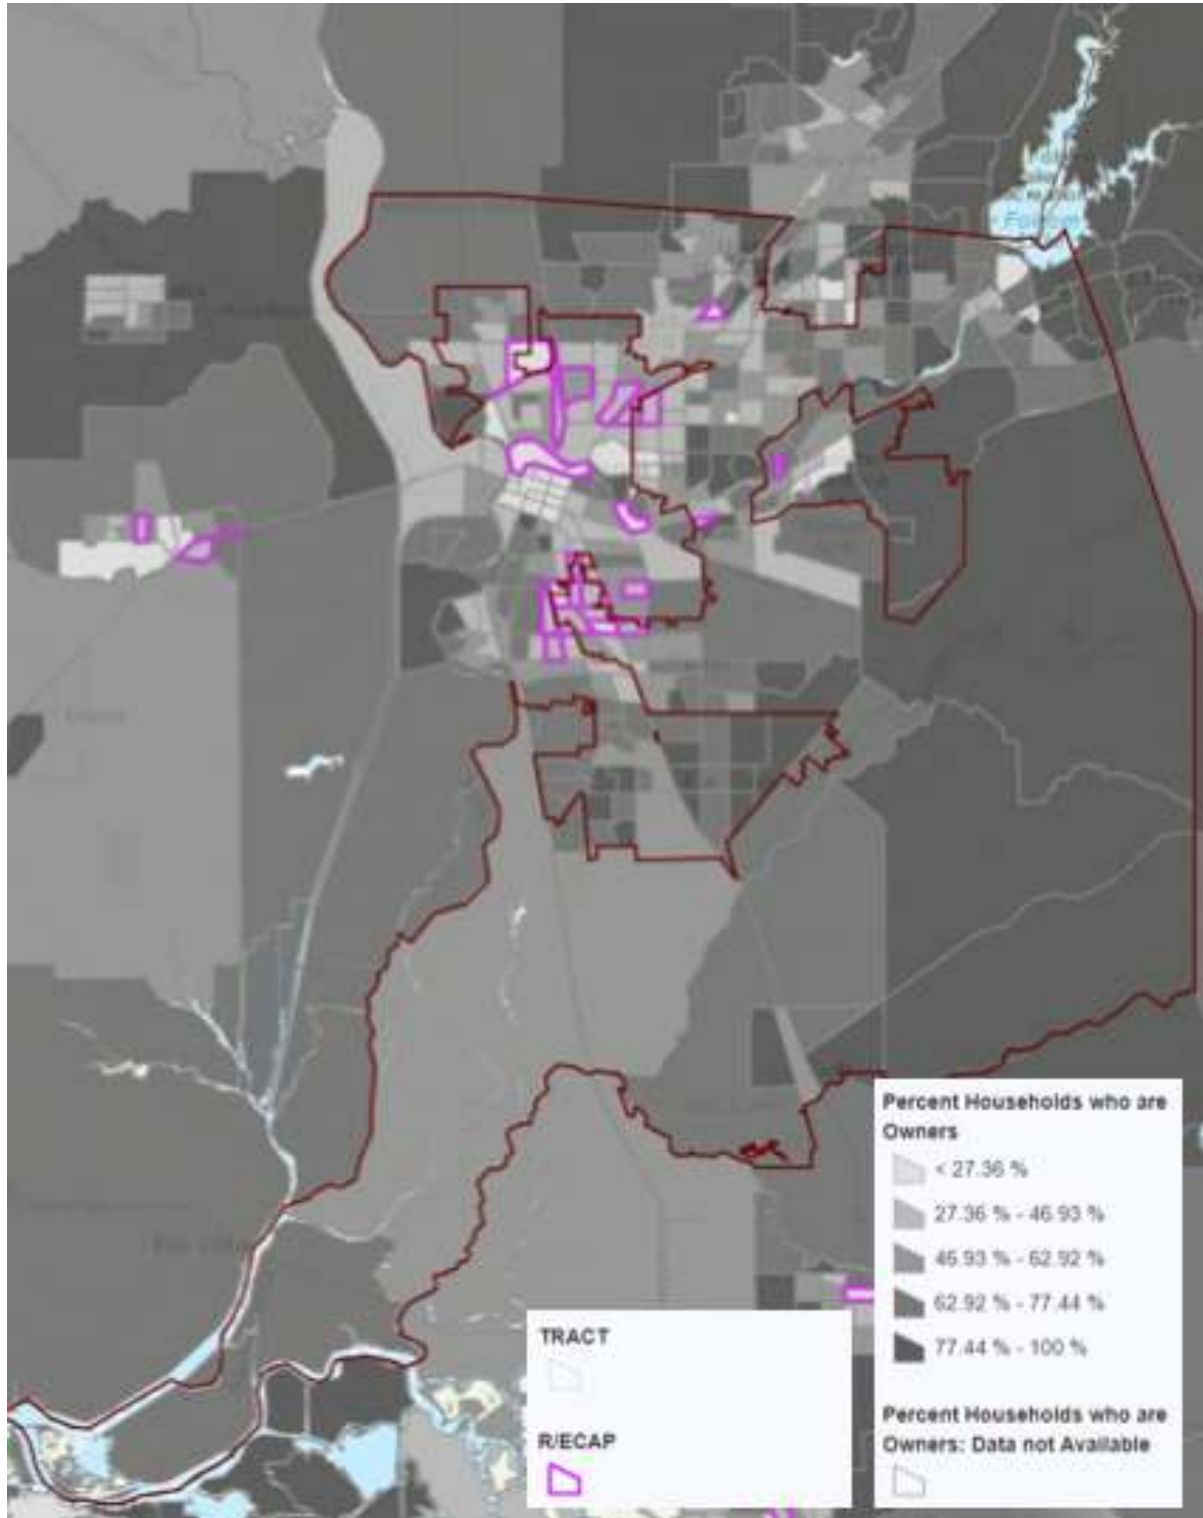 Folsom
Percent Households who are
Owners
< 27.36 %
27.36 % - 46.93 %
46.93 % - 62.92 %
62.92 % - 77.44 %
77.44 % - 100 %
TRACT
R/ECAP
Percent Households who are
Owners: Data not Available